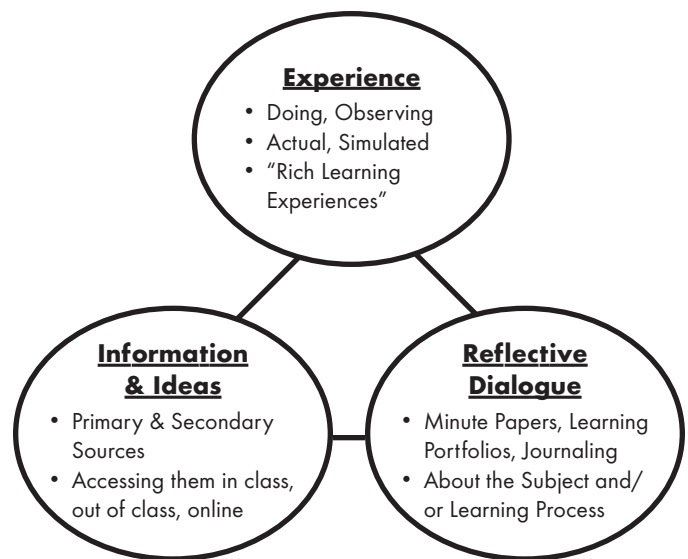 Experience
• Doing, Observing
• Actual, Simulated
• “Rich Learning
Experiences”
Information
& Ideas
• Primary & Secondary
Sources
• Accessing them in class,
out of class, online
Reflective
Dialogue
• Minute Papers, Learning
Portfolios, Journaling
• About the Subject and/
or Learning Process